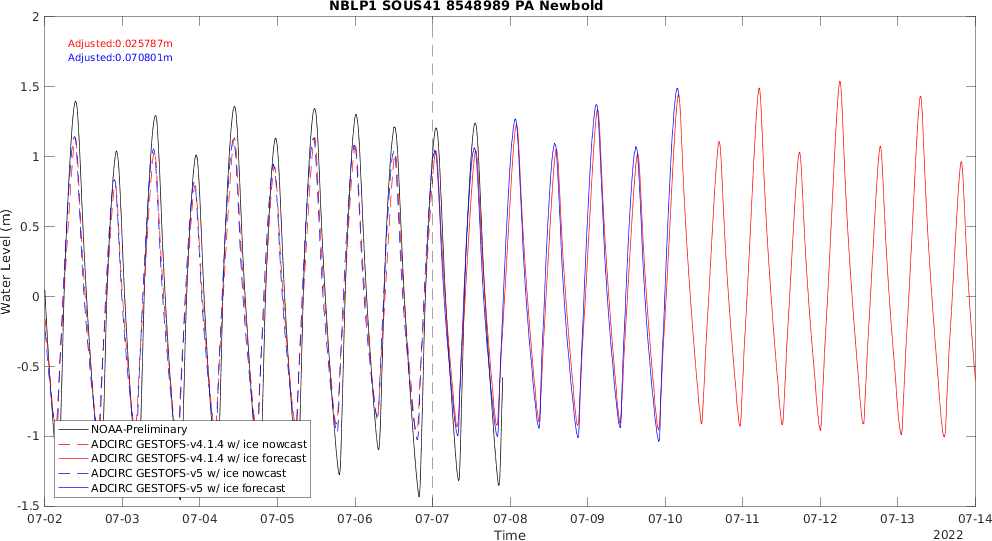 NBLP1 SOUS41 8548989 PA Newbold
Adjusted:0.025787m
Adjusted:0.070801m
2
1.5
1
0.5
0
-0.5
-1
-1.5
Water Level (m)
NOAA-Preliminary
ADCIRC GESTOFS-v4.1.4 w/ ice nowcast
ADCIRC GESTOFS-v4.1.4 w/ ice forecast
ADCIRC GESTOFS-v5 w/ ice nowcast
ADCIRC GESTOFS-v5 w/ ice forecast
07-02 07-03 07-04 07-05 07-06 07-07 07-08 07-09 07-10 07-11 07-12 07-13 07-14
Time
2022